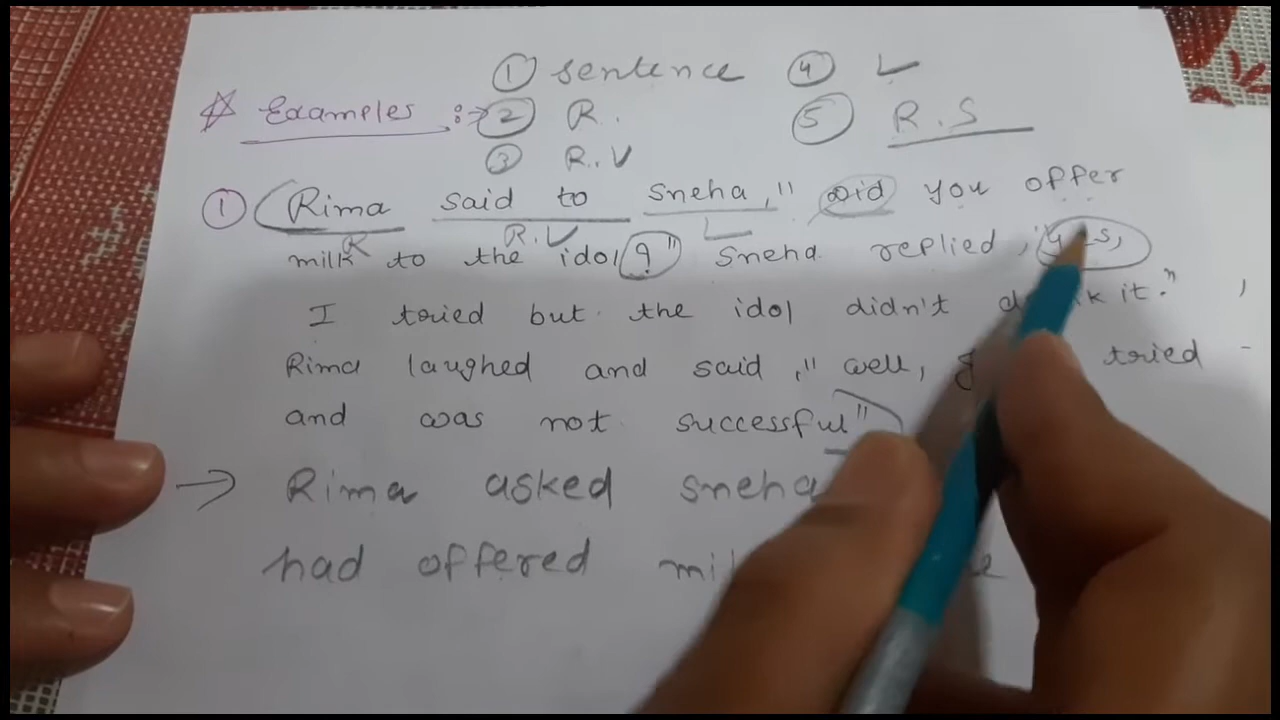 ① sentence ④ L
☆ Examples :→ ② R. ⑤ R.S
③ R.V
① Rima said to Sneha," Did you offer
R R.V L
milk to the idol?" Sneha replied,
I tried but the idol didn't it."
Rima laughed and said," well, tried
and was not successful"
→ Rima asked Sneha
had offered